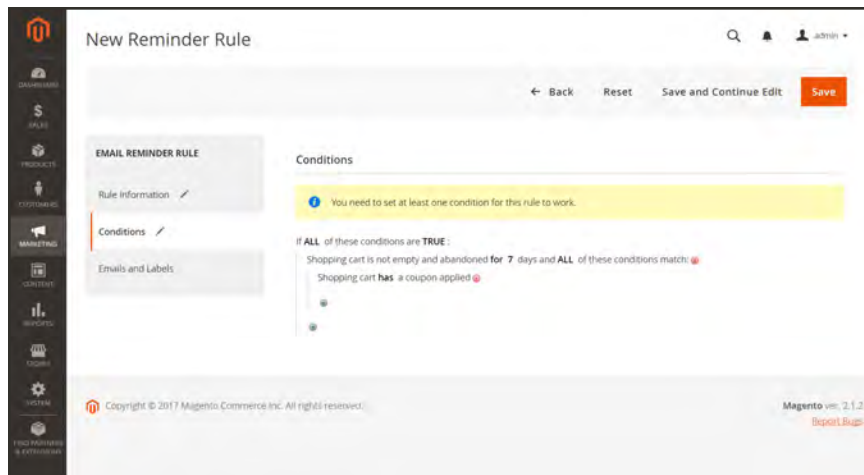 New Reminder Rule
admin
← Back Reset Save and Continue Edit Save
DASHBOARD
SALES
PRODUCTS
CUSTOMERS
MARKETING
CONTENT
REPORTS
STORES
SYSTEM
FIND PARTNERS
& EXTENSIONS
EMAIL REMINDER RULE
Rule Information
Conditions
Emails and Labels
Conditions
You need to set at least one condition for this rule to work.
If ALL of these conditions are TRUE :
Shopping cart is not empty and abandoned for 7 days and ALL of these conditions match:
Shopping cart has a coupon applied
Copyright © 2017 Magento Commerce Inc. All rights reserved.
Magento ver. 2.1.2
Report Bugs